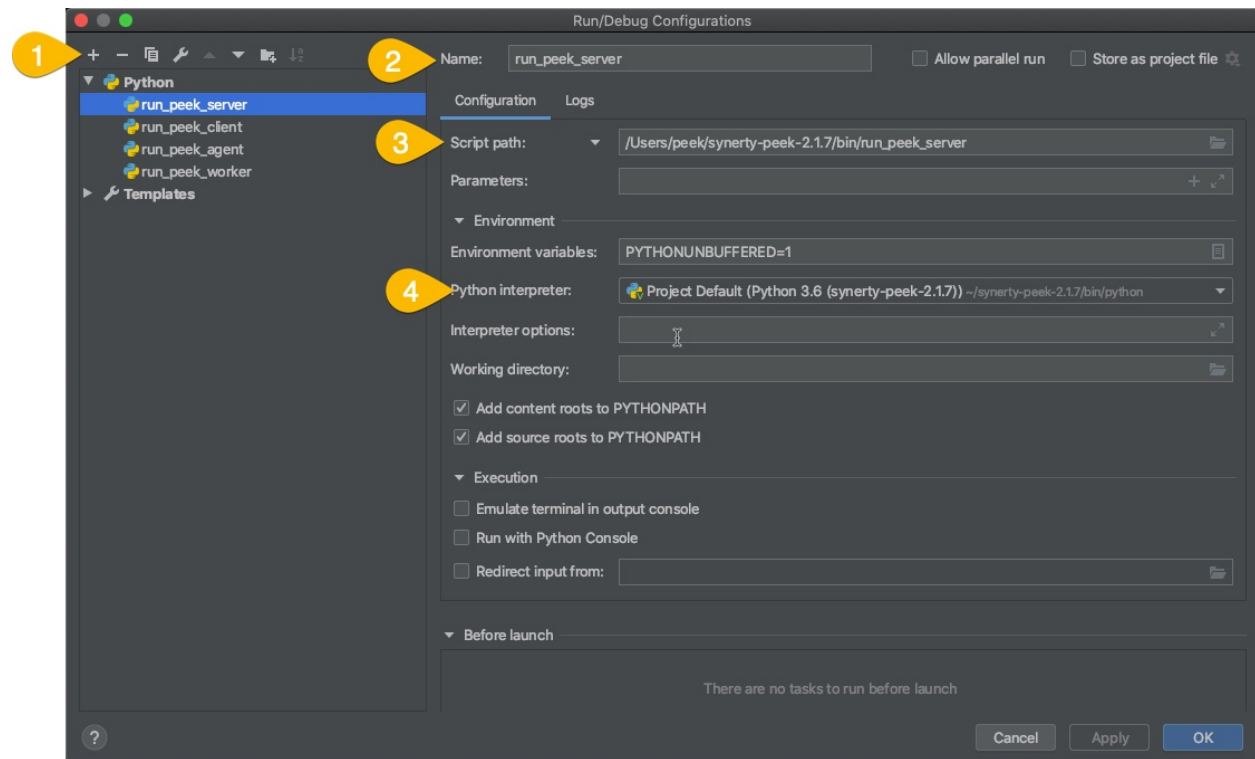 Run/Debug Configurations
1
2
Name:
run_peek_server
Allow parallel run
Store as project file
Python
run_peek_server
run_peek_client
run_peek_agent
run_peek_worker
Templates
Configuration
Logs
3
Script path:
/Users/peek/synerty-peek-2.1.7/bin/run_peek_server
Parameters:
Environment
Environment variables:
PYTHONUNBUFFERED=1
4
Python interpreter:
Project Default (Python 3.6 (synerty-peek-2.1.7)) ~/synerty-peek-2.1.7/bin/python
Interpreter options:
Working directory:
Add content roots to PYTHONPATH
Add source roots to PYTHONPATH
Execution
Emulate terminal in output console
Run with Python Console
Redirect input from:
Before launch
There are no tasks to run before launch
?
Cancel
Apply
OK